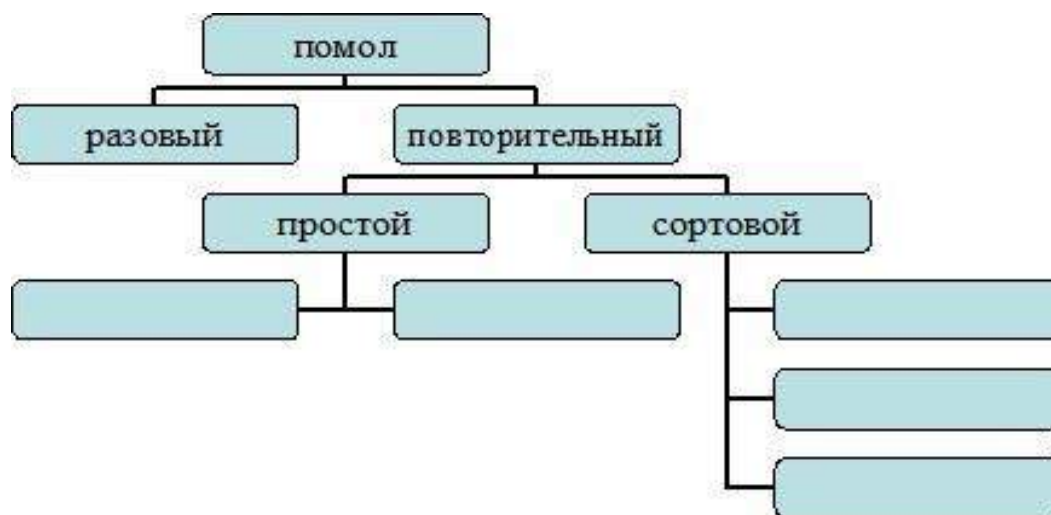 помол
разовый
повторительный
простой
сортовой